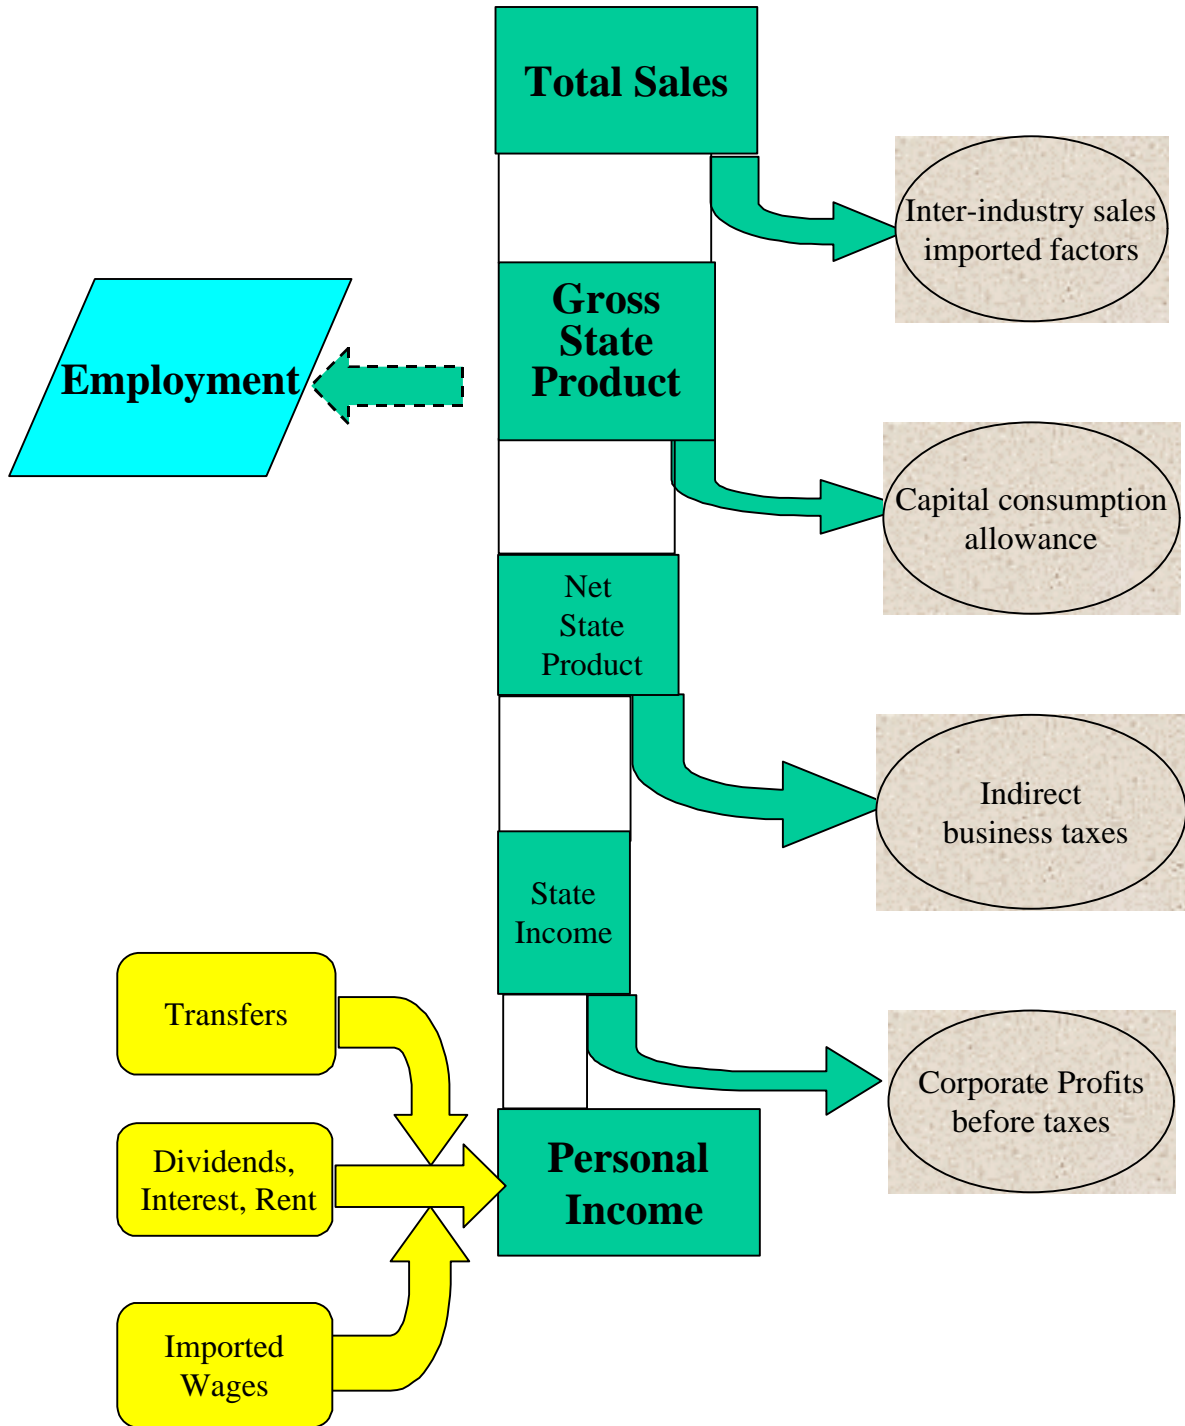 Total Sales
Inter-industry sales
imported factors
Gross
State
Product
Employment
Capital consumption
allowance
Net
State
Product
Indirect
business taxes
State
Income
Transfers
Corporate Profits
before taxes
Dividends,
Interest, Rent
Personal
Income
Imported
Wages